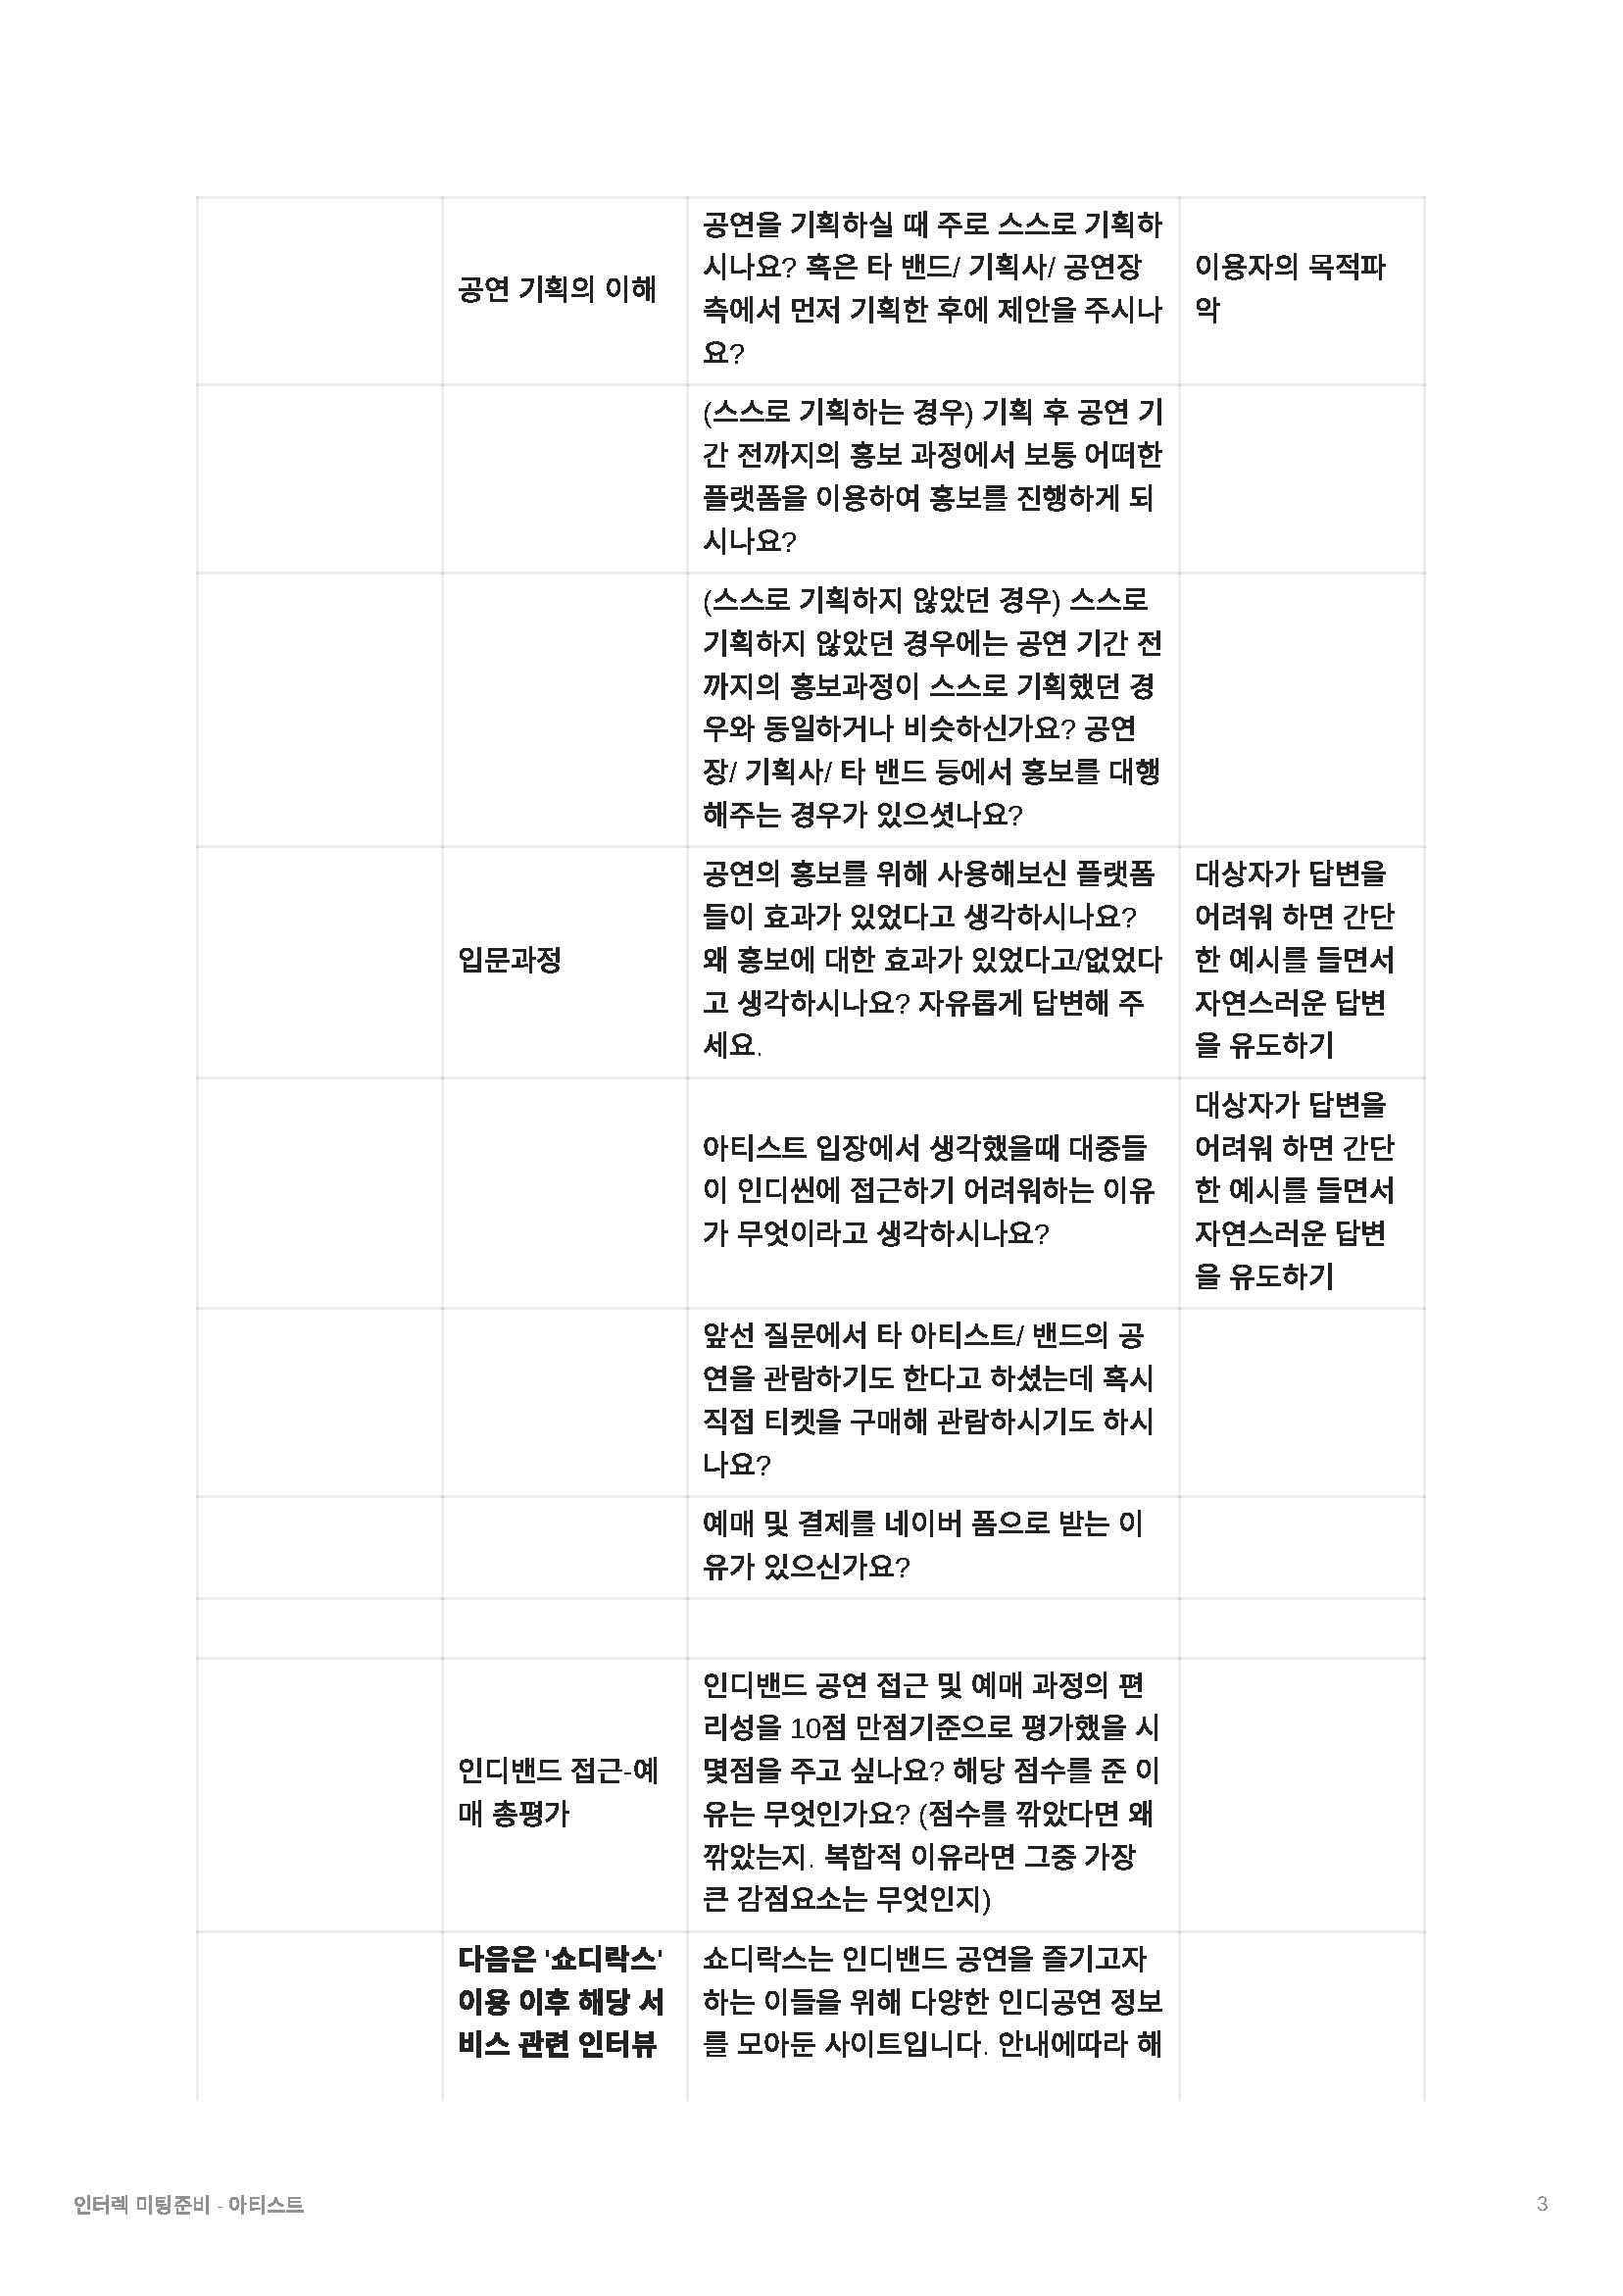 공연 기획의 이해
공연을 기획하실 때 주로 스스로 기획하
시나요? 혹은 타 밴드/ 기획사/ 공연장
측에서 먼저 기획한 후에 제안을 주시나
요?
이용자의 목적파
악
(스스로 기획하는 경우) 기획 후 공연 기
간 전까지의 홍보 과정에서 보통 어떠한
플랫폼을 이용하여 홍보를 진행하게 되
시나요?
(스스로 기획하지 않았던 경우) 스스로
기획하지 않았던 경우에는 공연 기간 전
까지의 홍보과정이 스스로 기획했던 경
우와 동일하거나 비슷하신가요? 공연
장/ 기획사/ 타 밴드 등에서 홍보를 대행
해주는 경우가 있으셧나요?
입문과정
공연의 홍보를 위해 사용해보신 플랫폼
들이 효과가 있었다고 생각하시나요?
왜 홍보에 대한 효과가 있었다고/없었다
고 생각하시나요? 자유롭게 답변해 주
세요.
대상자가 답변을
어려워 하면 간단
한 예시를 들면서
자연스러운 답변
을 유도하기
아티스트 입장에서 생각했을때 대중들
이 인디씬에 접근하기 어려워하는 이유
가 무엇이라고 생각하시나요?
대상자가 답변을
어려워 하면 간단
한 예시를 들면서
자연스러운 답변
을 유도하기
앞선 질문에서 타 아티스트/ 밴드의 공
연을 관람하기도 한다고 하셨는데 혹시
직접 티켓을 구매해 관람하시기도 하시
나요?
예매 및 결제를 네이버 폼으로 받는 이
유가 있으신가요?
인디밴드 접근-예
매 총평가
인디밴드 공연 접근 및 예매 과정의 편
리성을 10점 만점기준으로 평가했을 시
몇점을 주고 싶나요? 해당 점수를 준 이
유는 무엇인가요? (점수를 깎았다면 왜
깎았는지. 복합적 이유라면 그중 가장
큰 감점요소는 무엇인지)
다음은 '쇼디락스'
이용 이후 해당 서
비스 관련 인터뷰
쇼디락스는 인디밴드 공연을 즐기고자
하는 이들을 위해 다양한 인디공연 정보
를 모아둔 사이트입니다. 안내에따라 해
인터렉 미팅준비 - 아티스트
3